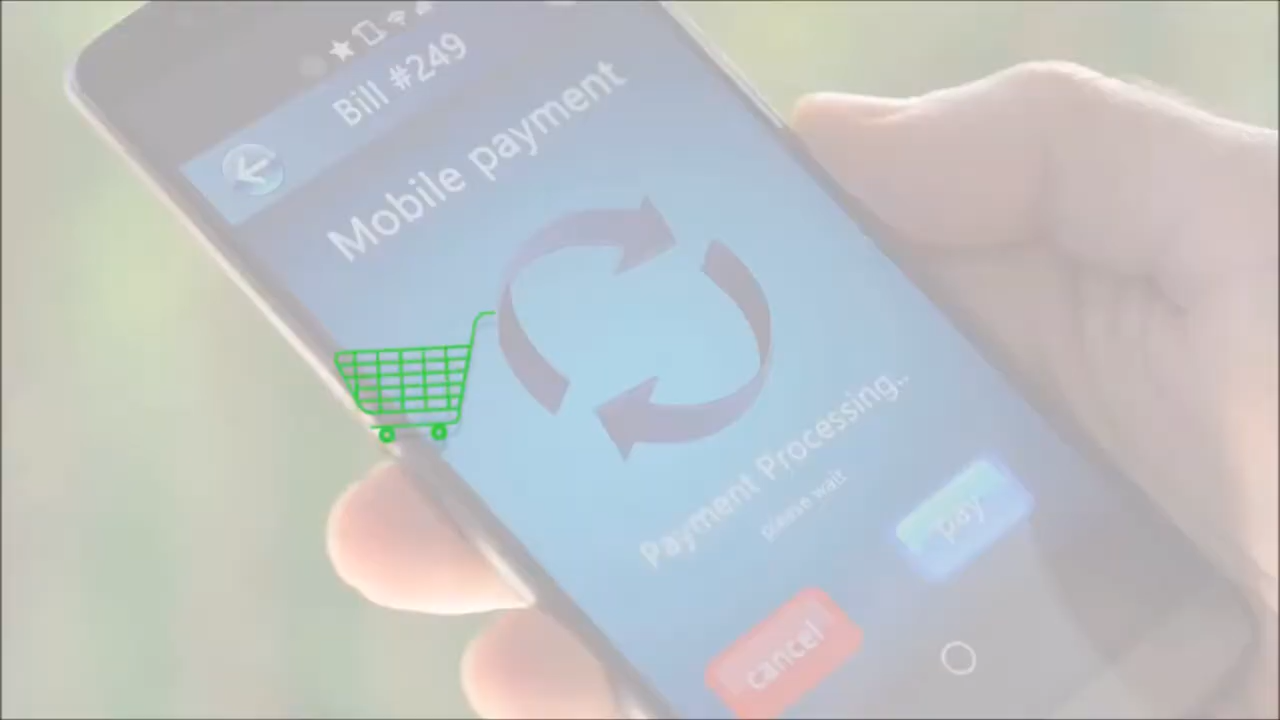 Bill #249
Mobile payment
Payment Processing..
please wait
pay
cancel